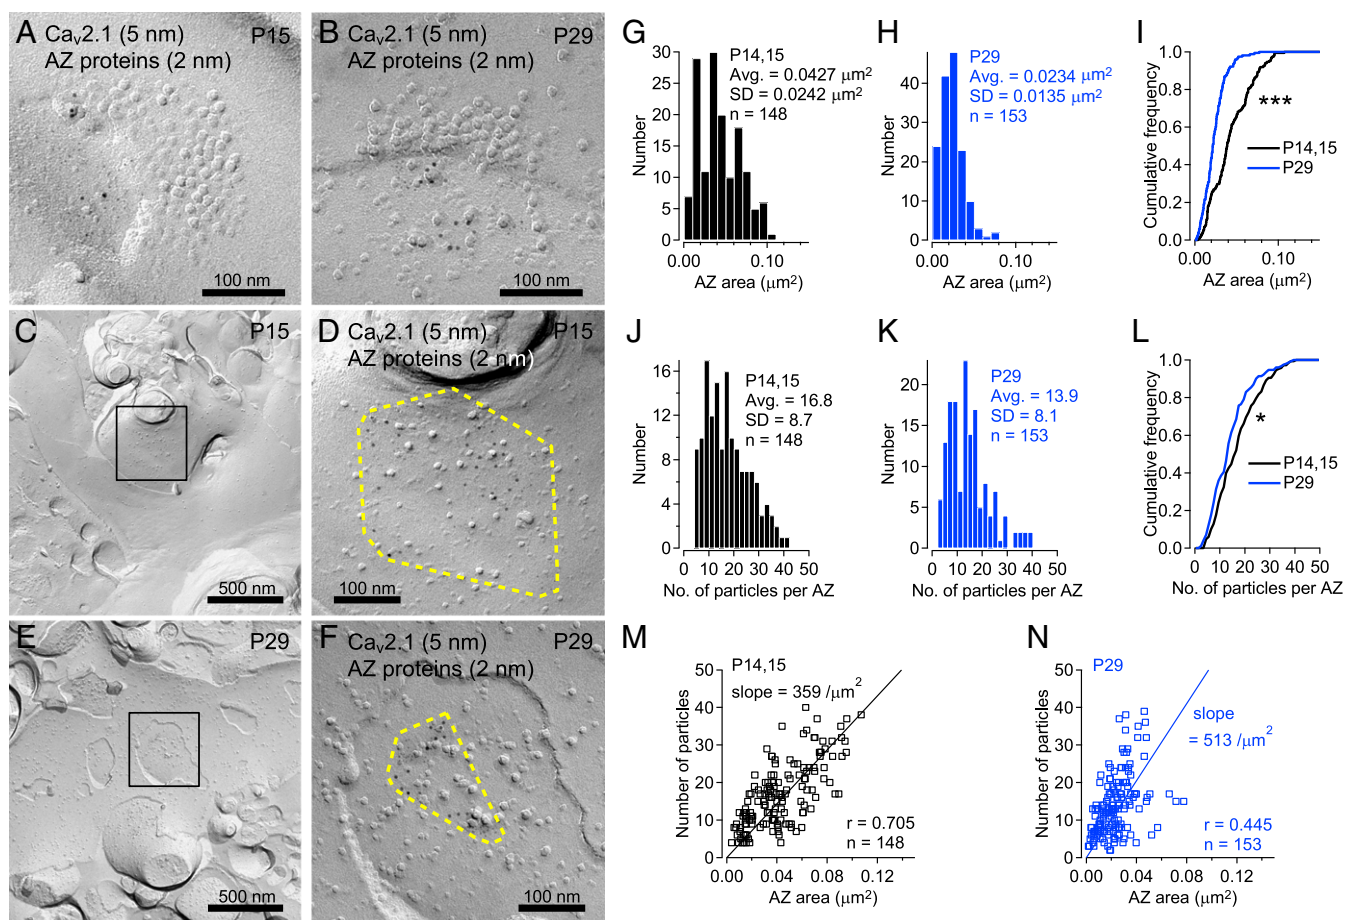 A
Cav2.1 (5 nm)
AZ proteins (2 nm)
P15
100 nm
B
Cav2.1 (5 nm)
AZ proteins (2 nm)
P29
100 nm
C
P15
500 nm
D
Cav2.1 (5 nm)
AZ proteins (2 nm)
P15
100 nm
E
P29
500 nm
F
Cav2.1 (5 nm)
AZ proteins (2 nm)
P29
100 nm
G
P14,15
Avg. = 0.0427 μm²
SD = 0.0242 μm²
n = 148
Number
30
25
20
15
10
5
0
0.00 0.10
AZ area (μm²)
H
P29
Avg. = 0.0234 μm²
SD = 0.0135 μm²
n = 153
Number
40
30
20
10
0
0.00 0.10
AZ area (μm²)
I
Cumulative frequency
1.0
0.8
0.6
0.4
0.2
0.0
***
P14,15
P29
0.00 0.10
AZ area (μm²)
J
P14,15
Avg. = 16.8
SD = 8.7
n = 148
Number
16
12
8
4
0
0 10 20 30 40 50
No. of particles per AZ
K
P29
Avg. = 13.9
SD = 8.1
n = 153
Number
20
15
10
5
0
0 10 20 30 40 50
No. of particles per AZ
L
Cumulative frequency
1.0
0.8
0.6
0.4
0.2
0.0
*
P14,15
P29
0 10 20 30 40 50
No. of particles per AZ
M
P14,15
slope = 359 /μm²
Number of particles
50
40
30
20
10
0
r = 0.705
n = 148
0.00 0.04 0.08 0.12
AZ area (μm²)
N
P29
slope
= 513 /μm²
Number of particles
50
40
30
20
10
0
r = 0.445
n = 153
0.00 0.04 0.08 0.12
AZ area (μm²)